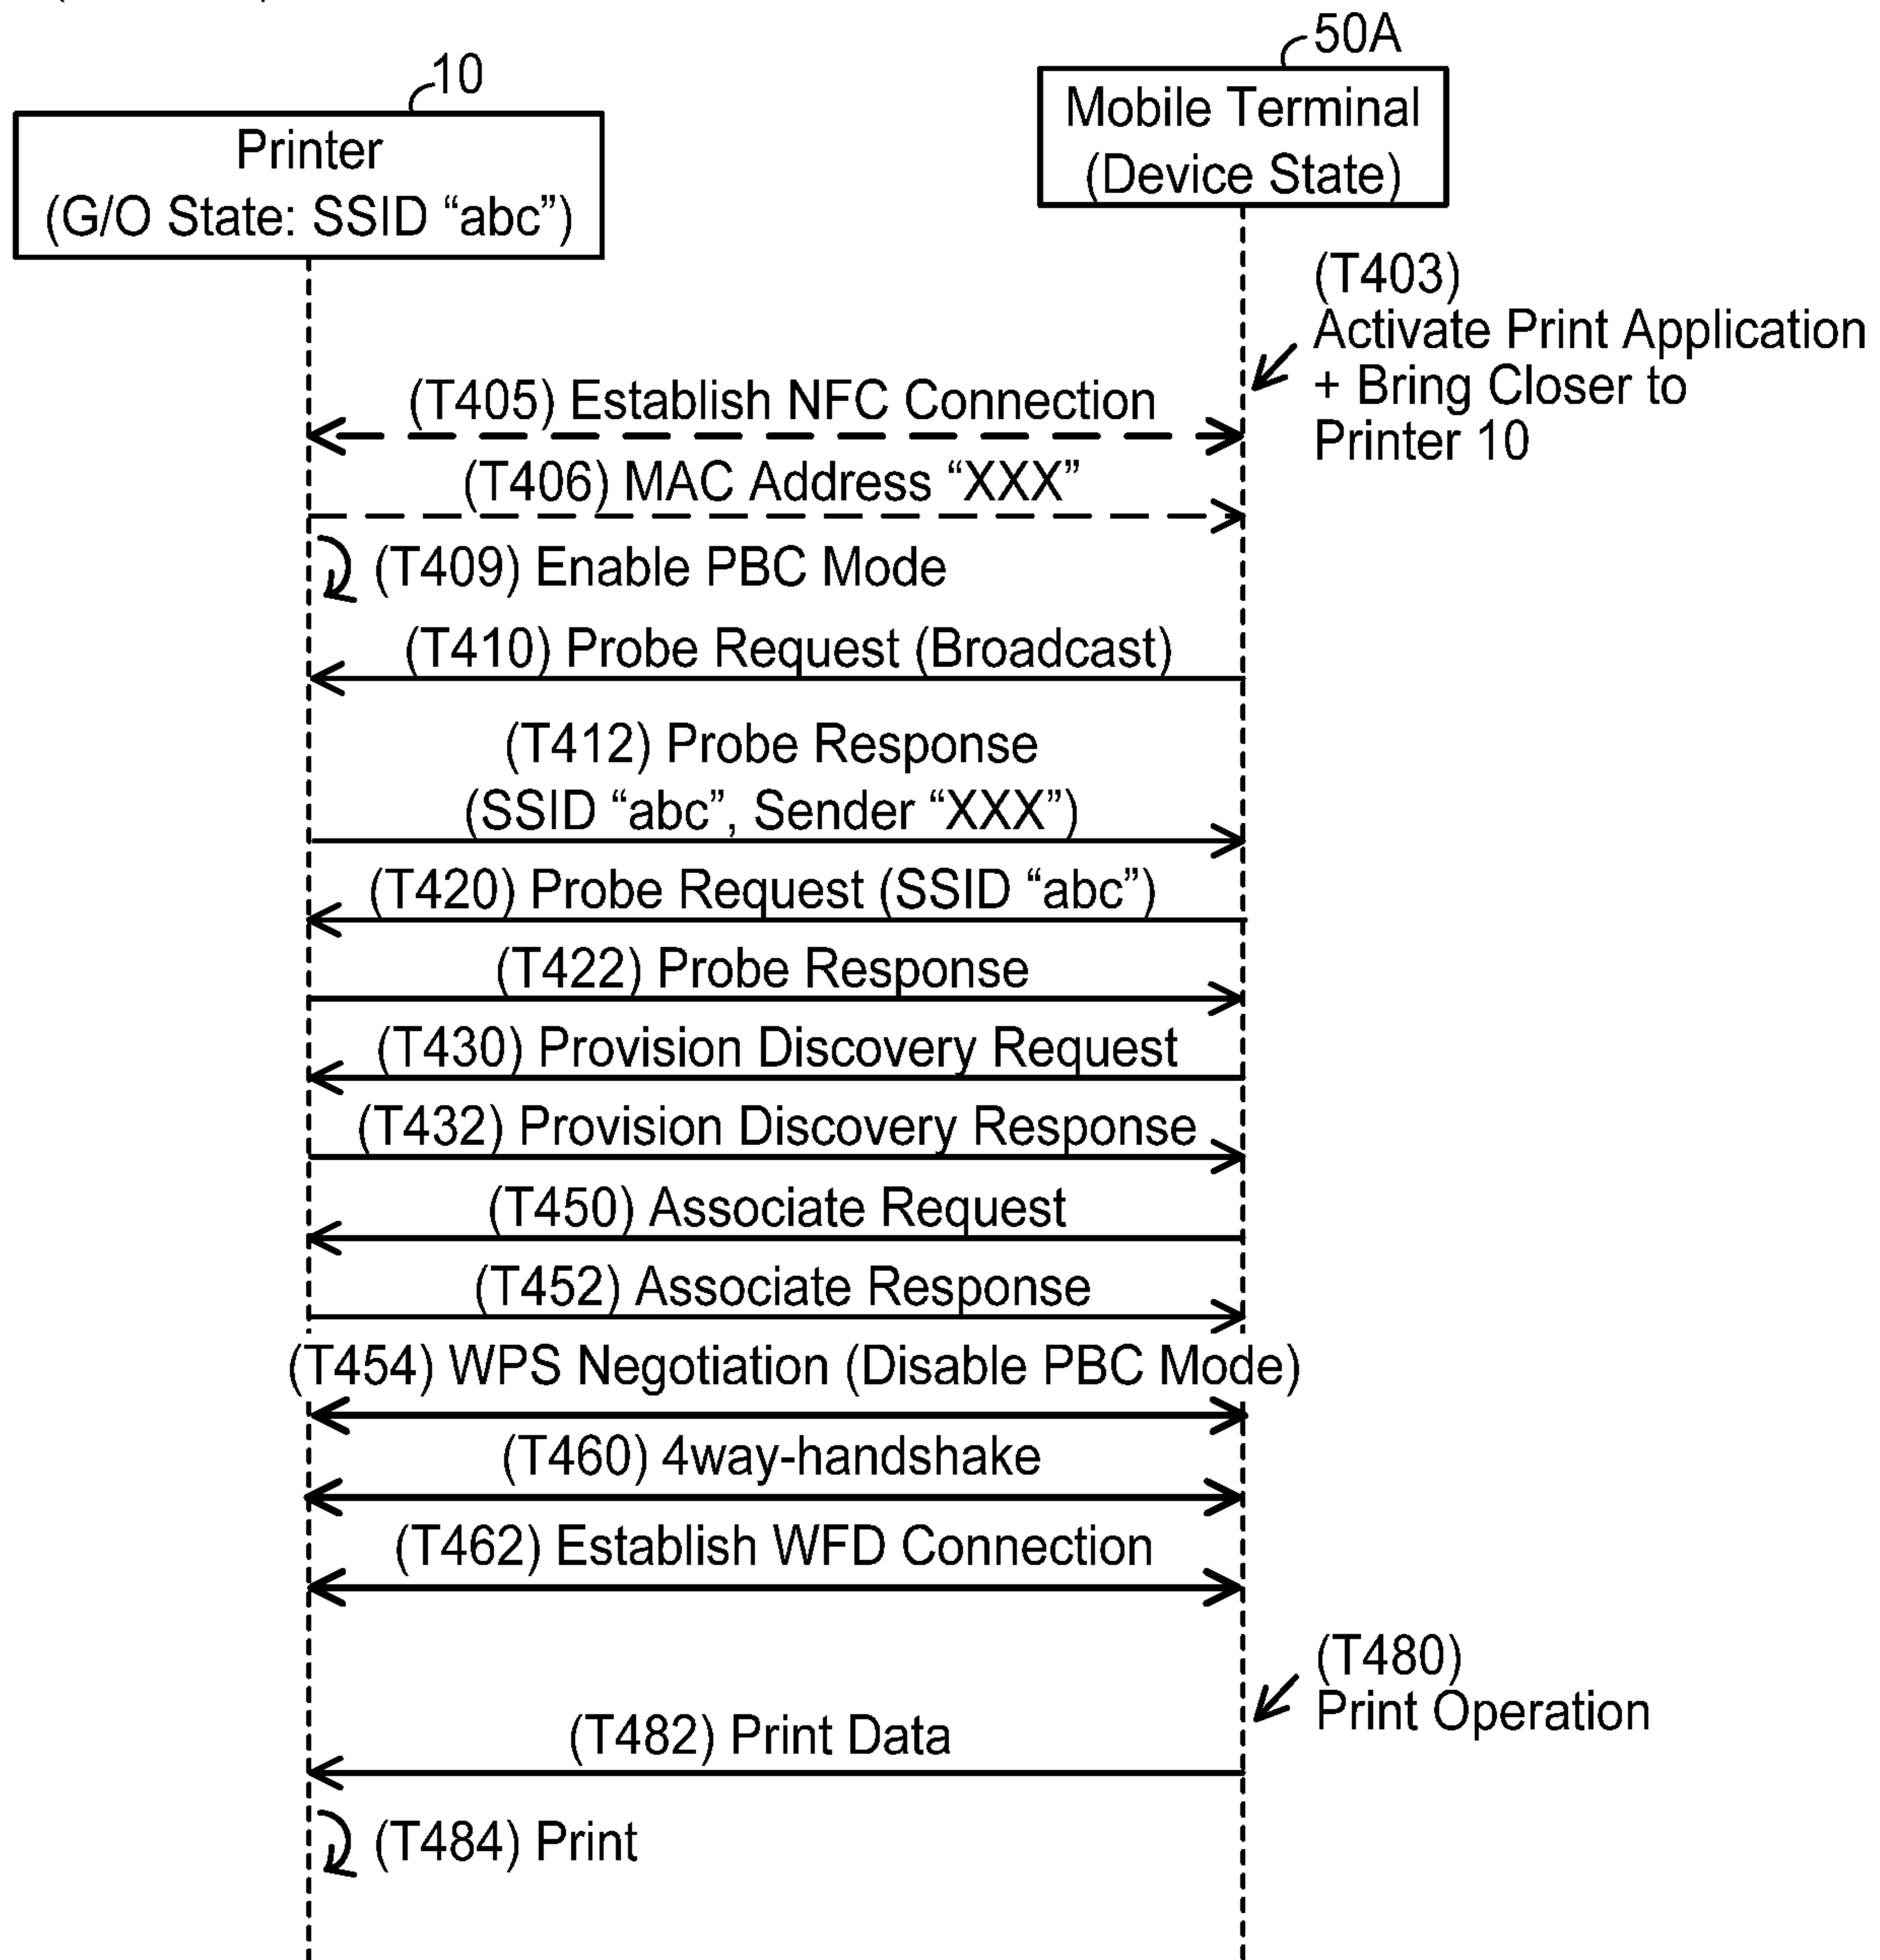 50A
10
Mobile Terminal
(Device State)
Printer
(G/O State: SSID “abc”)
(T403)
Activate Print Application
+ Bring Closer to
Printer 10
(T405) Establish NFC Connection
(T406) MAC Address “XXX”
(T409) Enable PBC Mode
(T410) Probe Request (Broadcast)
(T412) Probe Response
(SSID “abc”, Sender “XXX”)
(T420) Probe Request (SSID “abc”)
(T422) Probe Response
(T430) Provision Discovery Request
(T432) Provision Discovery Response
(T450) Associate Request
(T452) Associate Response
(T454) WPS Negotiation (Disable PBC Mode)
(T460) 4way-handshake
(T462) Establish WFD Connection
(T480)
Print Operation
(T482) Print Data
(T484) Print